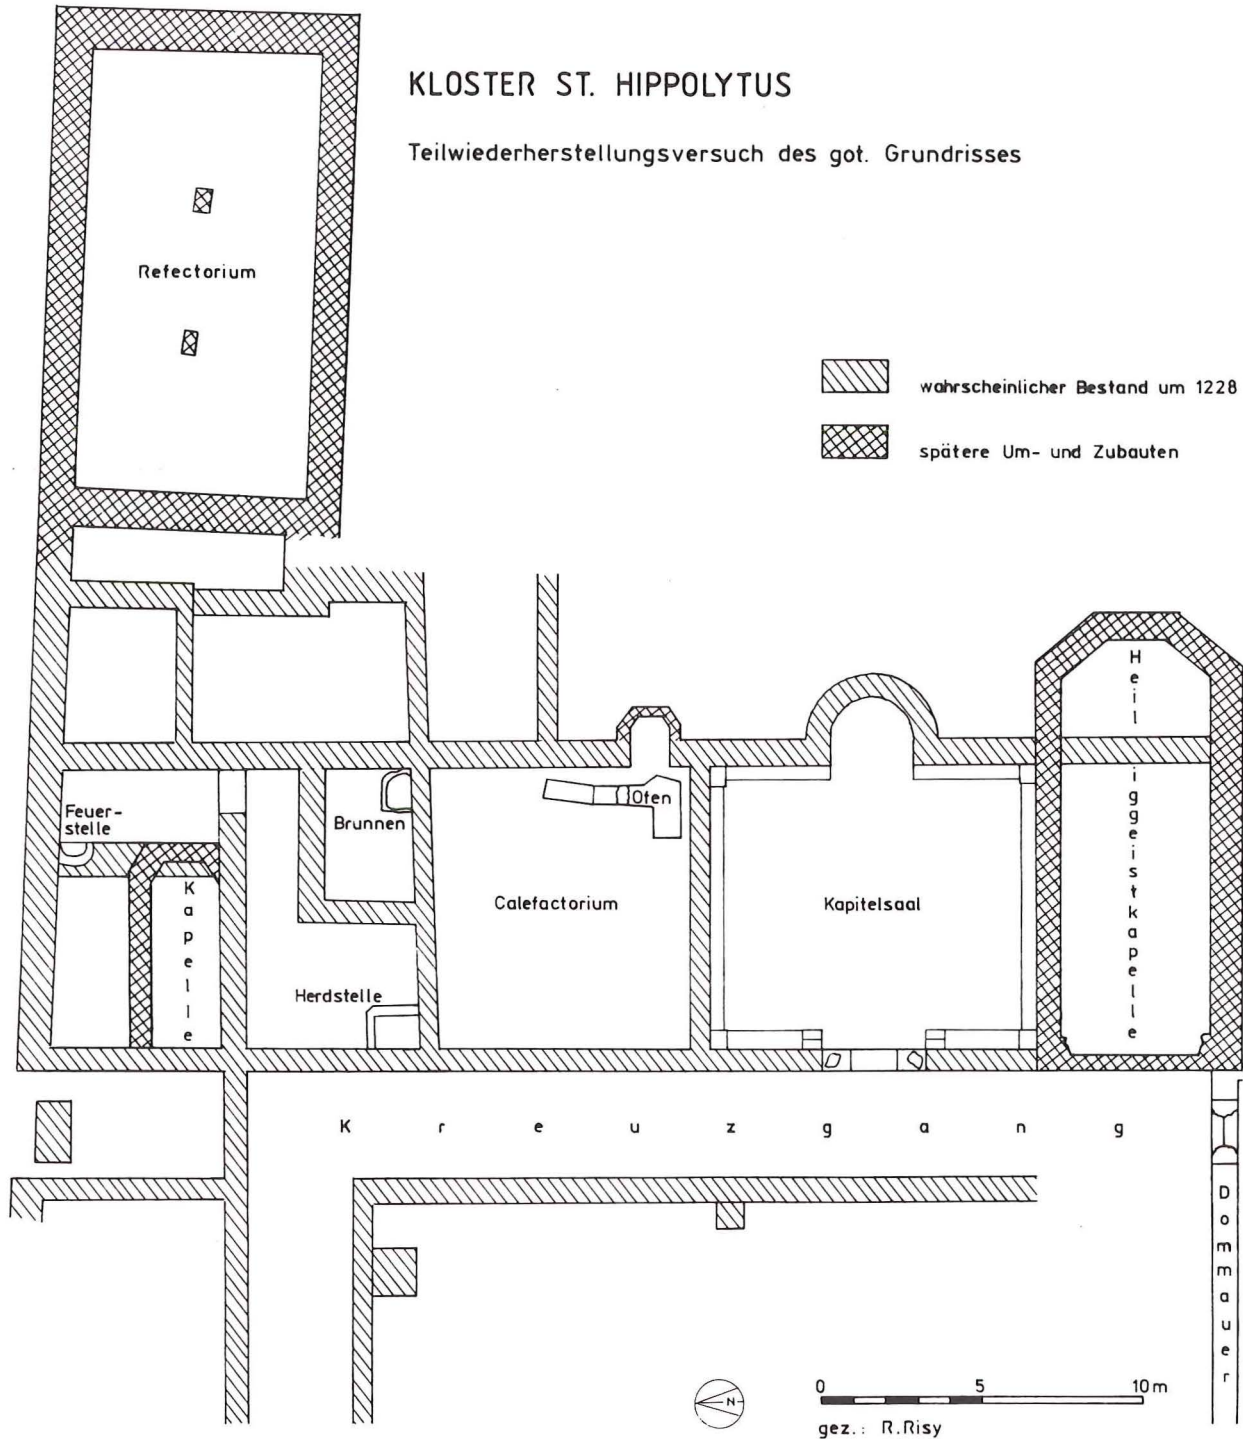 KLOSTER ST. HIPPOLYTUS
Teilwiederherstellungsversuch des got. Grundrisses
Refectorium
wahrscheinlicher Bestand um 1228
spätere Um- und Zubauten
Feuer-
stelle
Kapelle
Brunnen
Herdstelle
Ofen
Calefactorium
Kapitelsaal
Heiliggeistkapelle
Kreuzgang
Dommauer
N
0 5 10 m
gez.: R.Risy